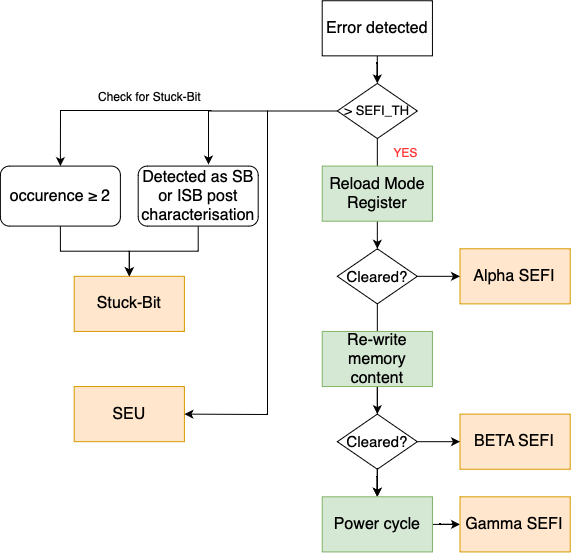 Error detected
Check for Stuck-Bit
> SEFI_TH
YES
occurence ≥ 2
Detected as SB
or ISB post
characterisation
Reload Mode
Register
Cleared?
Alpha SEFI
Stuck-Bit
Re-write
memory
content
SEU
Cleared?
BETA SEFI
Power cycle
Gamma SEFI